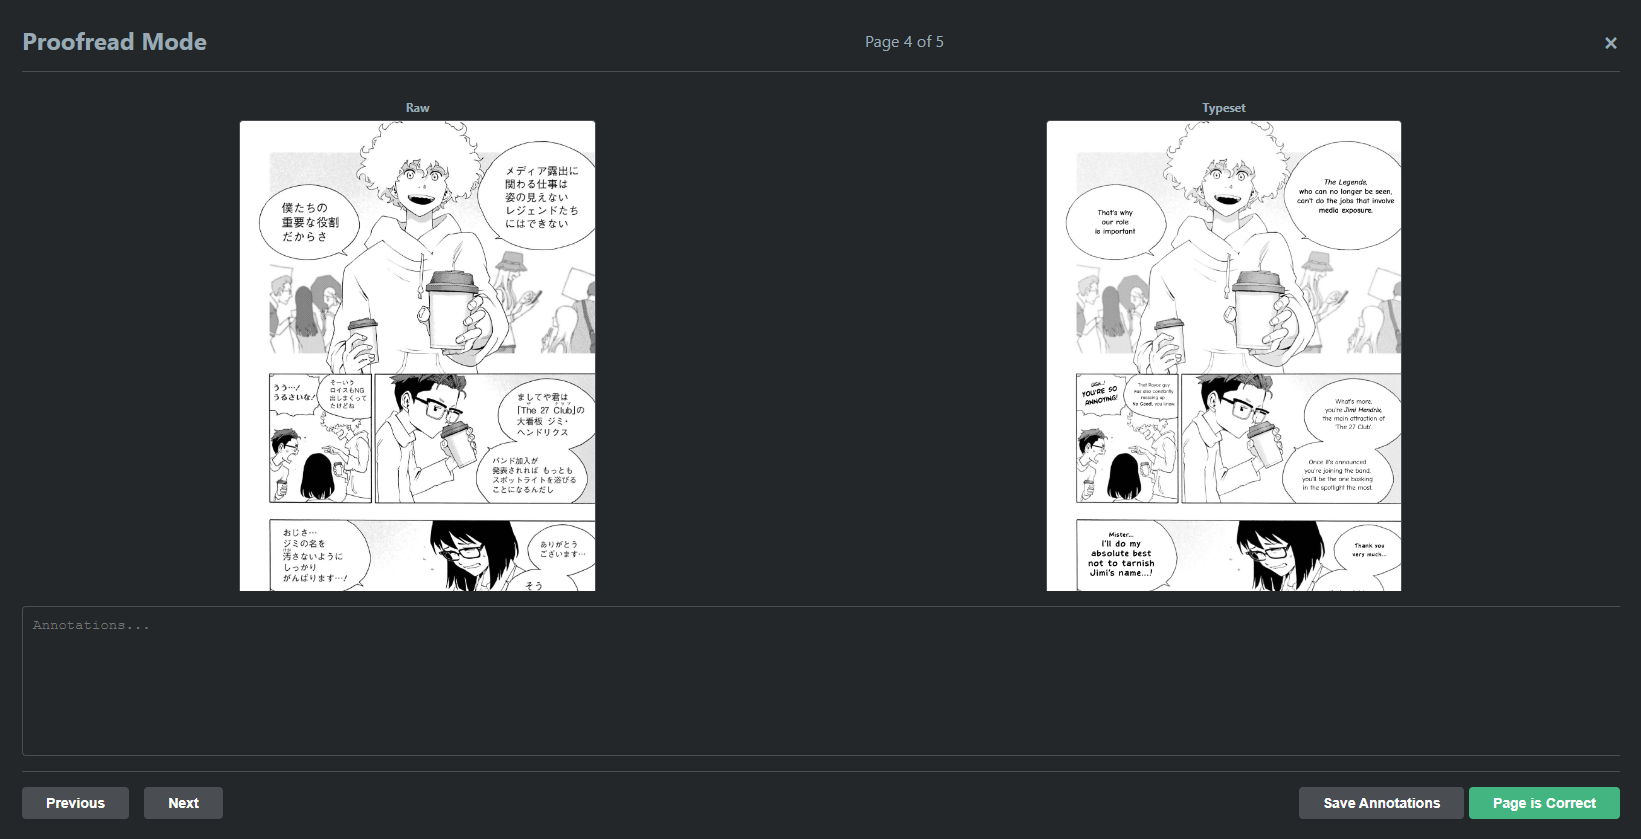 Proofread Mode
Page 4 of 5
×
Raw
メディア露出に
関わる仕事は
姿の見えない
レジェンドたち
にはできない
僕たちの
重要な役割
だからさ
うう…!
うるさいな!
そーいう
ロイスもNG
出しまくって
たけどね
ましてや君は
「The 27 Club」の
大看板 ジミ・
ヘンドリクス
バンド加入が
発表されれば もっとも
スポットライトを浴びる
ことになるんだし
おじさ…
ジミの名を
汚さないように
しっかり
がんばります…!
ありがとう
ございます…
そう
Typeset
The Legends,
who can no longer be seen,
can't do the jobs that involve
media exposure.
That's why
our role
is important
YOU'RE SO
ANNOYING!
That Royce guy
was also constantly
messing up
No Good, you know
What's more,
you're Jimi Hendrix,
the main attraction of
'The 27 Club'.
Once it's announced
you're joining the band,
you'll be the one basking
in the spotlight the most.
Mister...
I'll do my
absolute best
not to tarnish
Jimi's name...!
Thank you
very much...
Annotations...
Previous
Next
Save Annotations
Page is Correct